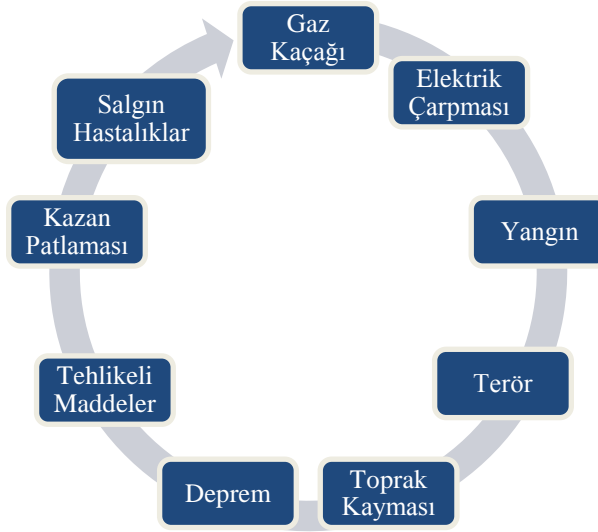 Gaz
Kaçağı
Elektrik
Çarpması
Yangın
Terör
Toprak
Kayması
Deprem
Tehlikeli
Maddeler
Kazan
Patlaması
Salgın
Hastalıklar